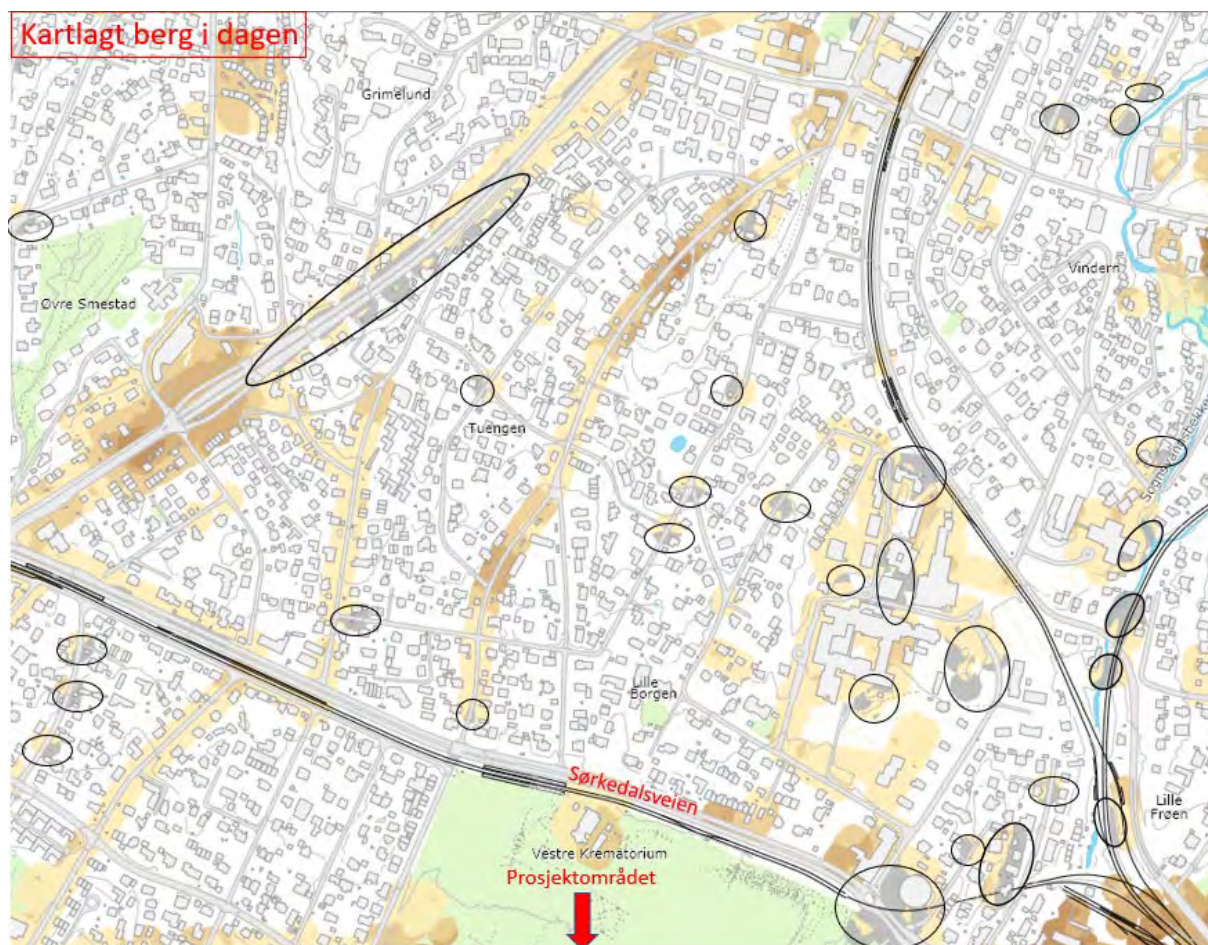 Kartlagt berg i dagen
Grimelund
Vindern
Øvre Smestad
Tuengen
Lille
Borgen
Sørkedalsveien
Lille
Frøen
Vestre Krematorium
Prosjektområdet